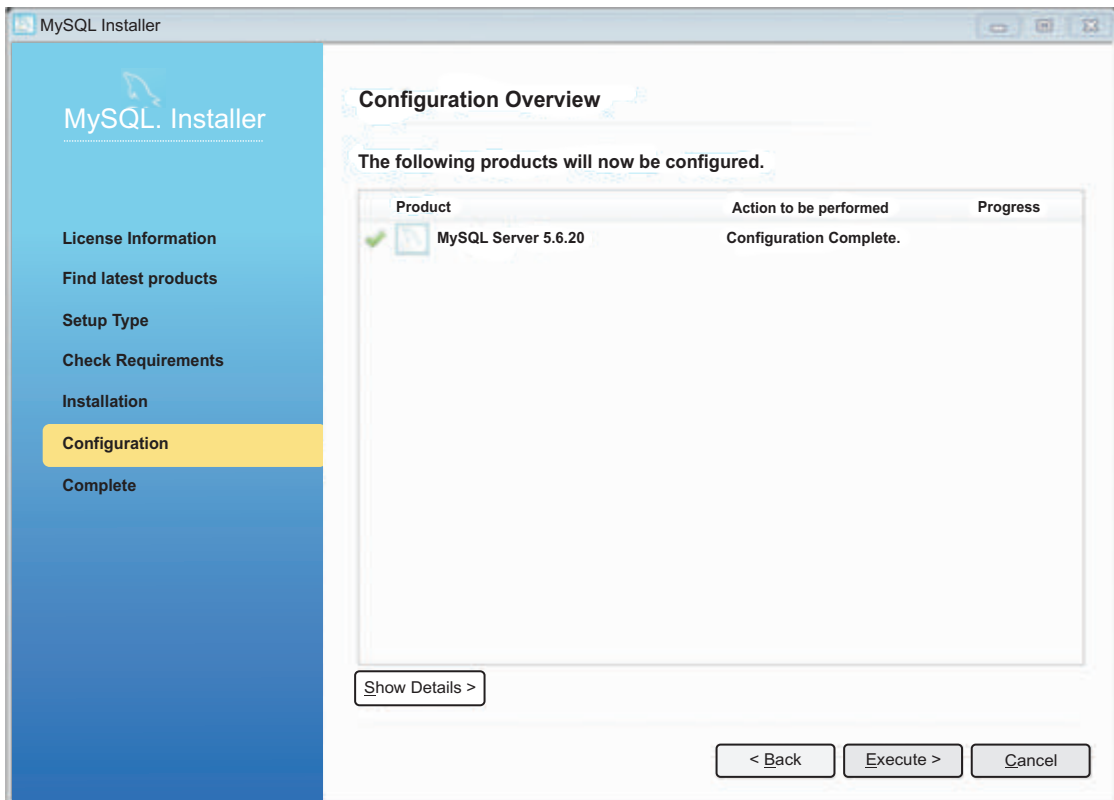 MySQL Installer
MySQL. Installer
License Information
Find latest products
Setup Type
Check Requirements
Installation
Configuration
Complete
Configuration Overview
The following products will now be configured.
Product Action to be performed Progress
MySQL Server 5.6.20 Configuration Complete.
Show Details >
< Back Execute > Cancel